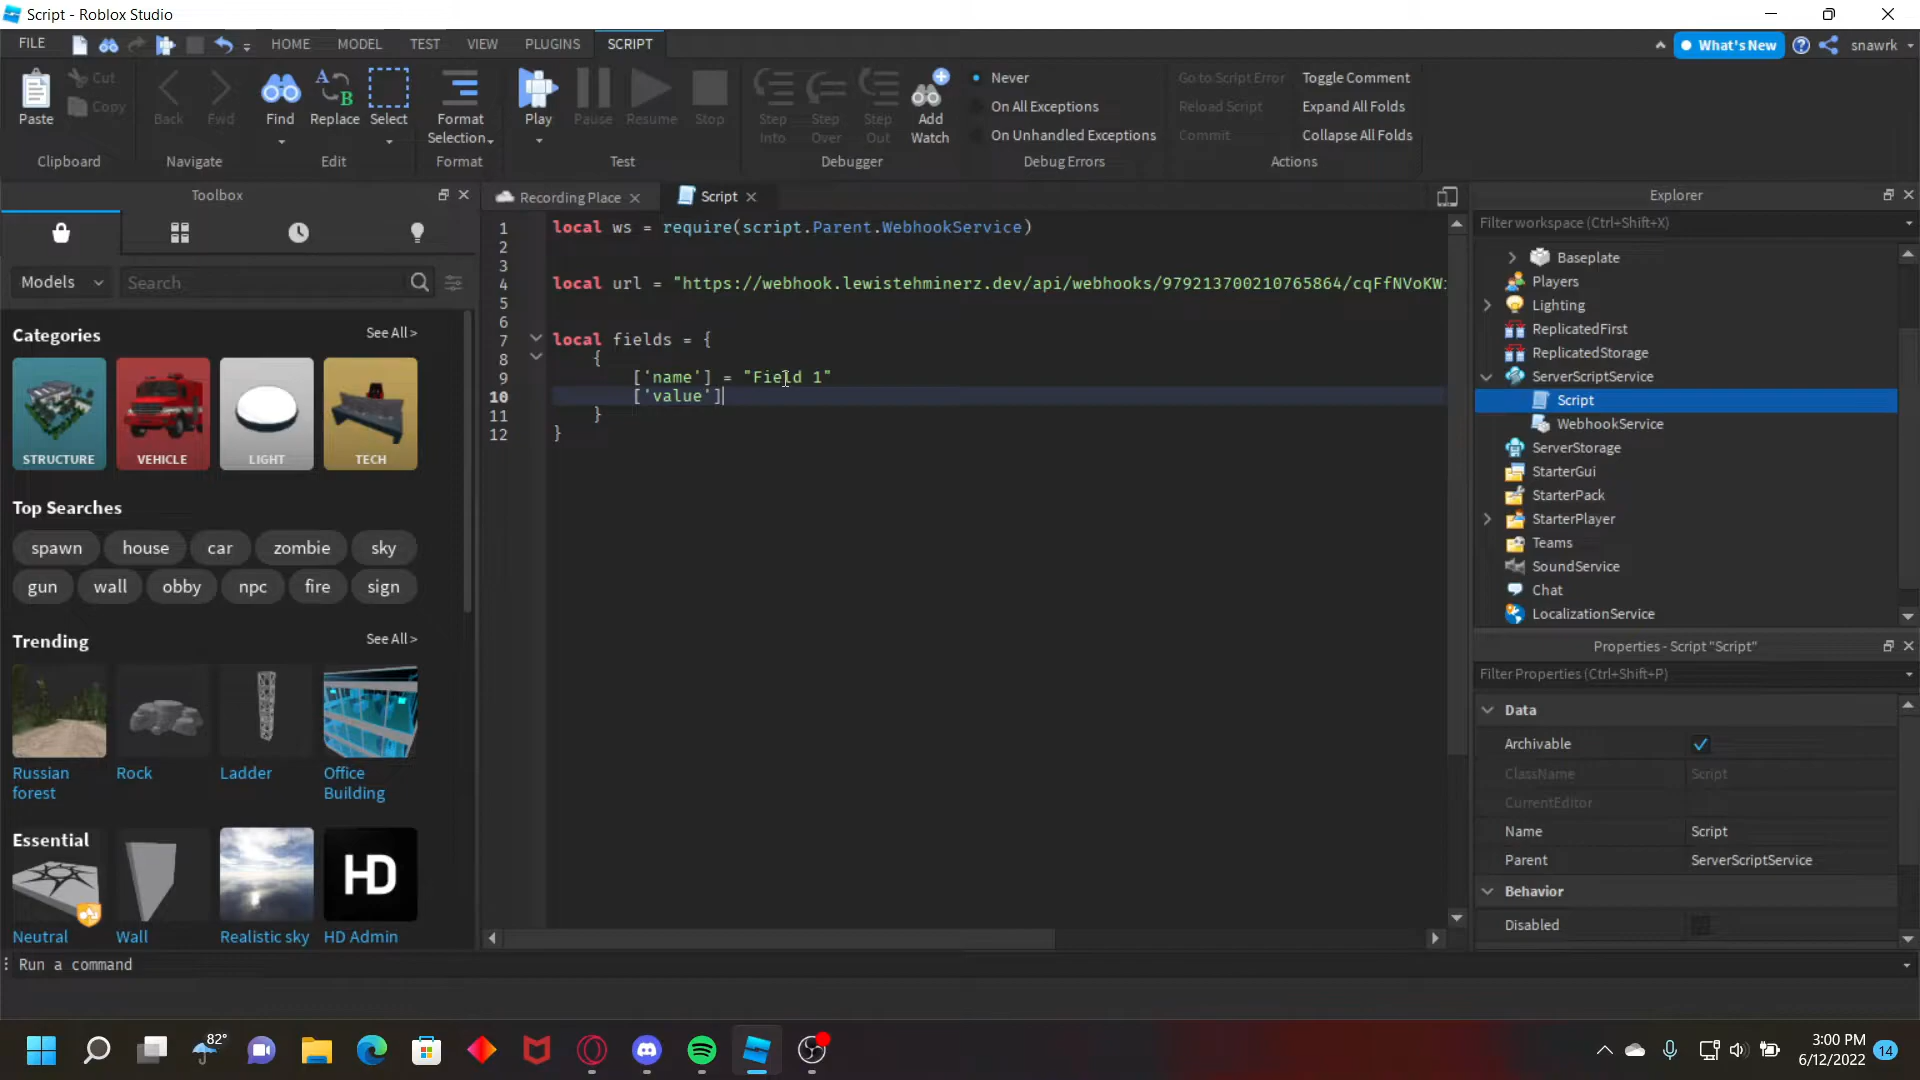 Script - Roblox Studio
FILE HOME MODEL TEST VIEW PLUGINS SCRIPT What's New snawrk
Paste Cut Copy Back Fwd Find Replace Select Format Selection Play Pause Resume Stop Step Into Step Over Step Out Add Watch
Never
On All Exceptions
On Unhandled Exceptions
Go to Script Error
Reload Script
Commit
Toggle Comment
Expand All Folds
Collapse All Folds
Clipboard Navigate Edit Format Test Debugger Debug Errors Actions
Toolbox
Models Search
Categories See All >
STRUCTURE VEHICLE LIGHT TECH
Top Searches
spawn house car zombie sky
gun wall obby npc fire sign
Trending See All >
Russian forest Rock Ladder Office Building
Essential
HD
Neutral Wall Realistic sky HD Admin
Recording Place Script
1 local ws = require(script.Parent.WebhookService)
2
3
4 local url = "https://webhook.lewistehminerz.dev/api/webhooks/979213700210765864/cqFfNVoKW
5
6
7 local fields = {
8 {
9 ['name'] = "Field 1"
10 ['value']
11 }
12 }
Explorer
Filter workspace (Ctrl+Shift+X)
Baseplate
Players
Lighting
ReplicatedFirst
ReplicatedStorage
ServerScriptService
Script
WebhookService
ServerStorage
StarterGui
StarterPack
StarterPlayer
Teams
SoundService
Chat
LocalizationService
Properties - Script "Script"
Filter Properties (Ctrl+Shift+P)
Data
Archivable
ClassName Script
CurrentEditor
Name Script
Parent ServerScriptService
Behavior
Disabled
Run a command
82°
3:00 PM
6/12/2022 14